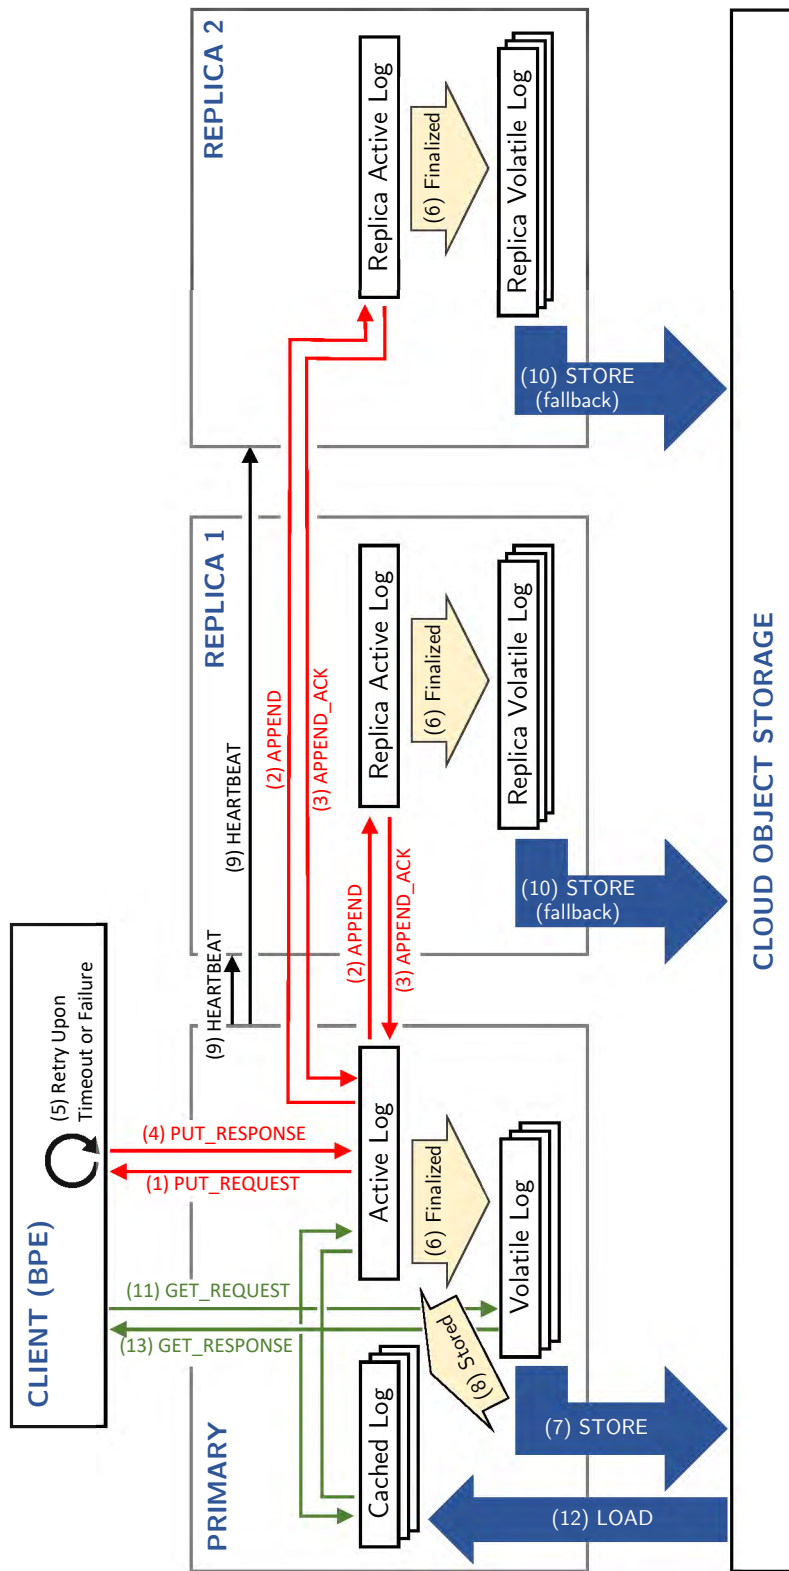 CLIENT (BPE)
(5) Retry Upon
Timeout or Failure
(13) GET_RESPONSE
(11) GET_REQUEST
(1) PUT_REQUEST
(4) PUT_RESPONSE
(9) HEARTBEAT
(9) HEARTBEAT
PRIMARY
Cached Log
Active Log
(6) Finalized
(8) Stored
Volatile Log
(7) STORE
(12) LOAD
(2) APPEND
(3) APPEND_ACK
(2) APPEND
(3) APPEND_ACK
REPLICA 1
Replica Active Log
(6) Finalized
Replica Volatile Log
(10) STORE
(fallback)
REPLICA 2
Replica Active Log
(6) Finalized
Replica Volatile Log
(10) STORE
(fallback)
CLOUD OBJECT STORAGE